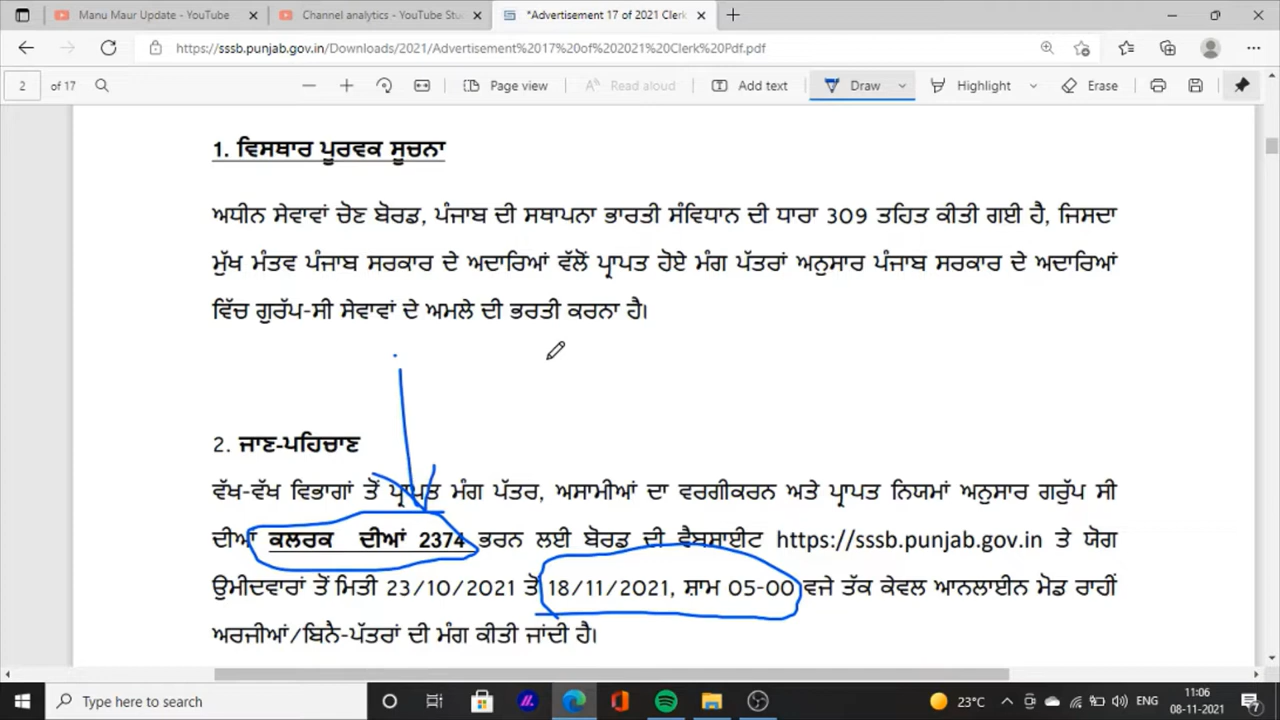 Manu Maur Update - YouTube
Channel analytics - YouTube Stu
*Advertisement 17 of 2021 Clerk
https://sssb.punjab.gov.in/Downloads/2021/Advertisement%2017%20of%202021%20Clerk%20Pdf.pdf
2 of 17 Page view Read aloud Add text Draw Highlight Erase
1. ਵਿਸਥਾਰ ਪੂਰਵਕ ਸੂਚਨਾ
ਅਧੀਨ ਸੇਵਾਵਾਂ ਚੋਣ ਬੋਰਡ, ਪੰਜਾਬ ਦੀ ਸਥਾਪਨਾ ਭਾਰਤੀ ਸੰਵਿਧਾਨ ਦੀ ਧਾਰਾ 309 ਤਹਿਤ ਕੀਤੀ ਗਈ ਹੈ, ਜਿਸਦਾ
ਮੁੱਖ ਮੰਤਵ ਪੰਜਾਬ ਸਰਕਾਰ ਦੇ ਅਦਾਰਿਆਂ ਵੱਲੋਂ ਪ੍ਰਾਪਤ ਹੋਏ ਮੰਗ ਪੱਤਰਾਂ ਅਨੁਸਾਰ ਪੰਜਾਬ ਸਰਕਾਰ ਦੇ ਅਦਾਰਿਆਂ
ਵਿੱਚ ਗੁਰੱਪ-ਸੀ ਸੇਵਾਵਾਂ ਦੇ ਅਮਲੇ ਦੀ ਭਰਤੀ ਕਰਨਾ ਹੈ।
2. ਜਾਣ-ਪਹਿਚਾਣ
ਵੱਖ-ਵੱਖ ਵਿਭਾਗਾਂ ਤੋਂ ਪ੍ਰਾਪਤ ਮੰਗ ਪੱਤਰ, ਅਸਾਮੀਆਂ ਦਾ ਵਰਗੀਕਰਨ ਅਤੇ ਪ੍ਰਾਪਤ ਨਿਯਮਾਂ ਅਨੁਸਾਰ ਗਰੁੱਪ ਸੀ
ਦੀਆਂ ਕਲਰਕ ਦੀਆਂ 2374 ਭਰਨ ਲਈ ਬੋਰਡ ਦੀ ਵੈਬਸਾਈਟ https://sssb.punjab.gov.in ਤੇ ਯੋਗ
ਉਮੀਦਵਾਰਾਂ ਤੋਂ ਮਿਤੀ 23/10/2021 ਤੋਂ 18/11/2021, ਸ਼ਾਮ 05-00 ਵਜੇ ਤੱਕ ਕੇਵਲ ਆਨਲਾਈਨ ਮੋਡ ਰਾਹੀਂ
ਅਰਜੀਆਂ/ਬਿਨੈ-ਪੱਤਰਾਂ ਦੀ ਮੰਗ ਕੀਤੀ ਜਾਂਦੀ ਹੈ।
Type here to search
23°C
ENG
11:06
08-11-2021
7